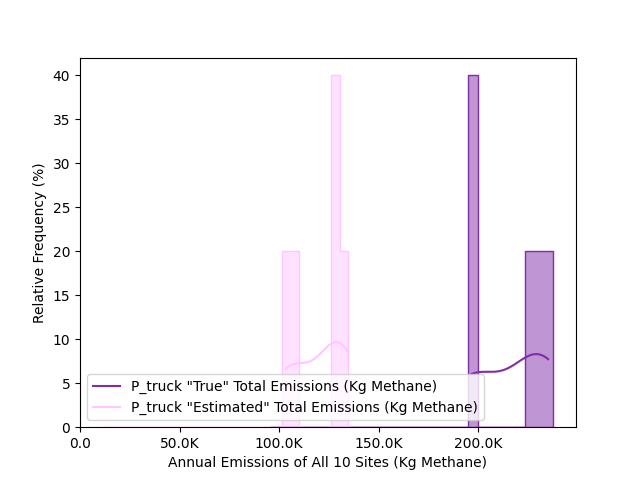 40
35
30
25
20
15
10
5
0
Relative Frequency (%)
P_truck "True" Total Emissions (Kg Methane)
P_truck "Estimated" Total Emissions (Kg Methane)
0.0 50.0K 100.0K 150.0K 200.0K
Annual Emissions of All 10 Sites (Kg Methane)